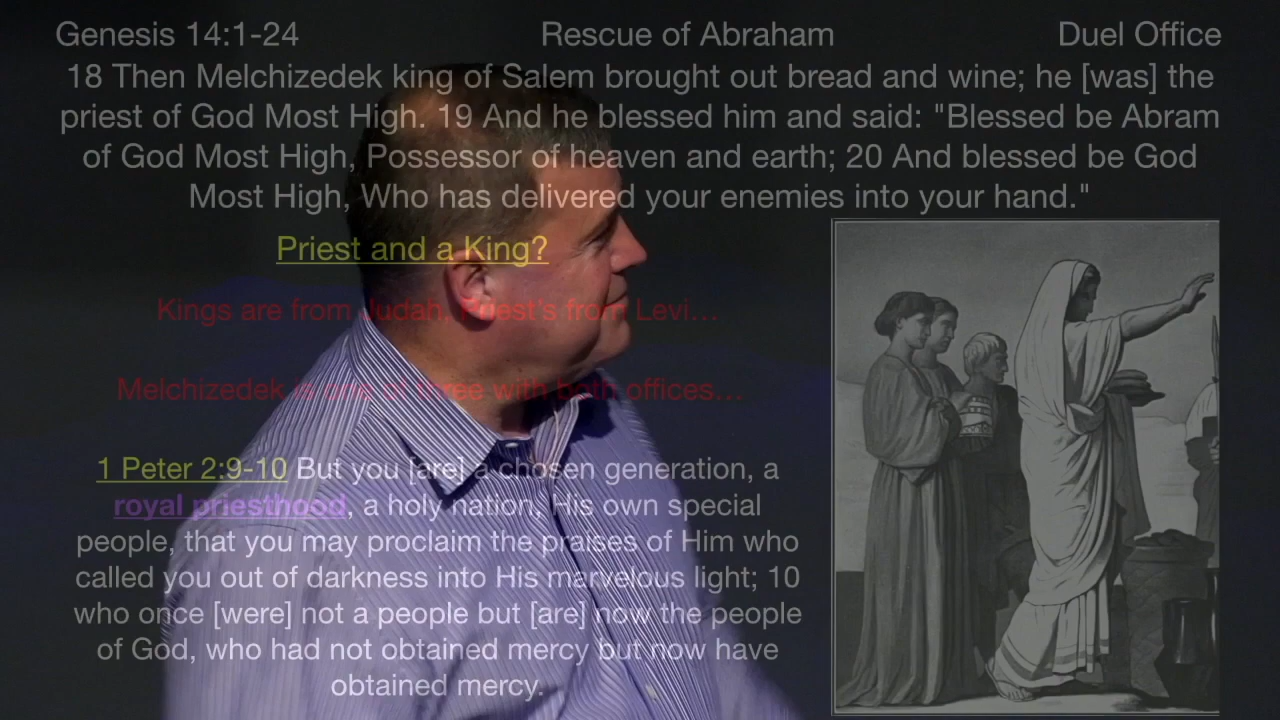 Genesis 14:1-24 Rescue of Abraham Duel Office
18 Then Melchizedek king of Salem brought out bread and wine; he [was] the
priest of God Most High. 19 And he blessed him and said: "Blessed be Abram
of God Most High, Possessor of heaven and earth; 20 And blessed be God
Most High, Who has delivered your enemies into your hand."
Priest and a King?
Kings are from Judah. Priest's from Levi...
Melchizedek is one of three with both offices...
1 Peter 2:9-10 But you [are] a chosen generation, a
royal priesthood, a holy nation, His own special
people, that you may proclaim the praises of Him who
called you out of darkness into His marvelous light; 10
who once [were] not a people but [are] now the people
of God, who had not obtained mercy but now have
obtained mercy.